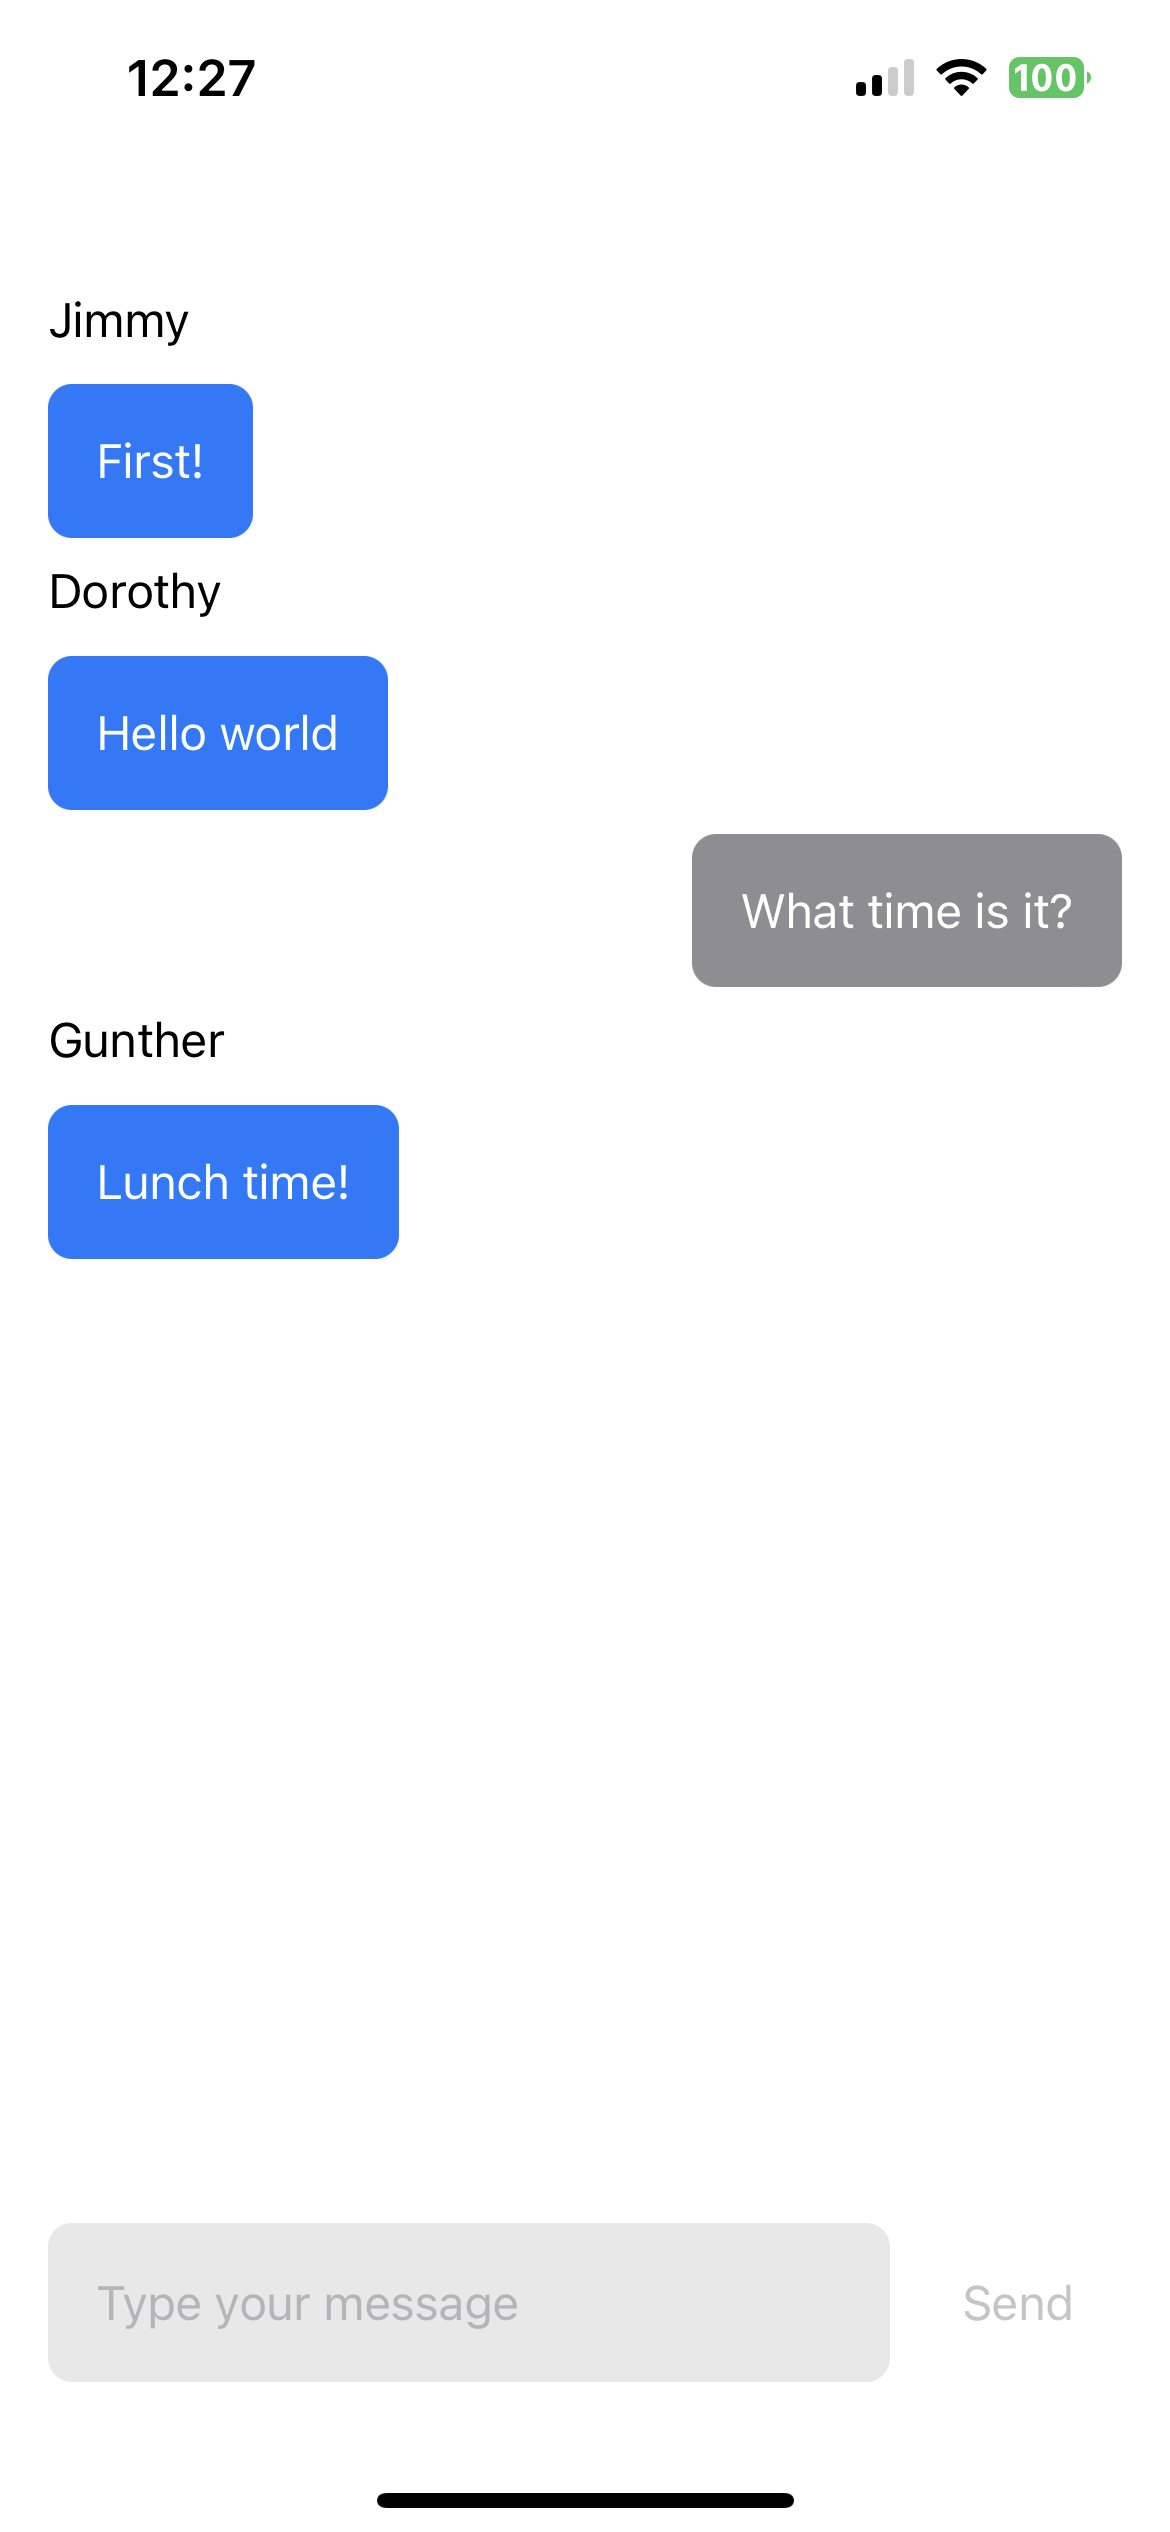 12:27
100
Jimmy
First!
Dorothy
Hello world
What time is it?
Gunther
Lunch time!
Type your message
Send